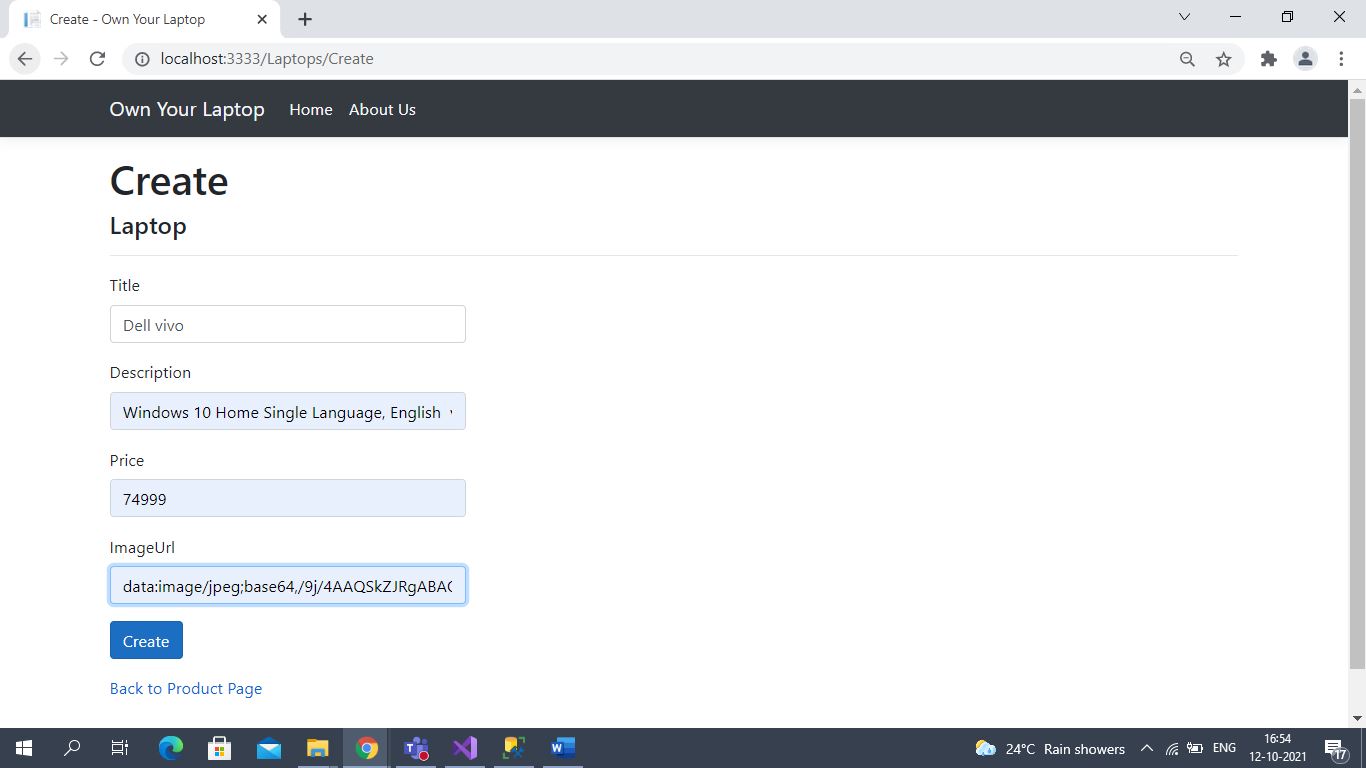 Create - Own Your Laptop
localhost:3333/Laptops/Create
Own Your Laptop Home About Us
Create
Laptop
Title
Dell vivo
Description
Windows 10 Home Single Language, English
Price
74999
ImageUrl
data:image/jpeg;base64,/9j/4AAQSkZJRgABAQ
Create
Back to Product Page
24°C Rain showers ENG 16:54
12-10-2021
17